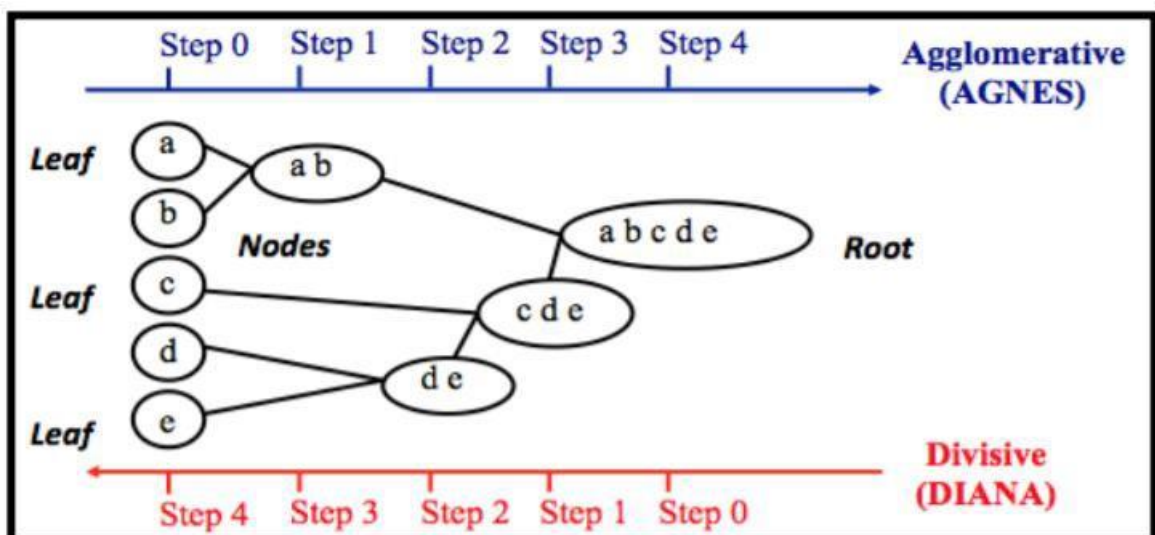 Step 0 Step 1 Step 2 Step 3 Step 4
Agglomerative
(AGNES)
Leaf
a
a b
b
Nodes
a b c d e
Root
Leaf
c
c d e
d
d e
Leaf
e
Divisive
(DIANA)
Step 4 Step 3 Step 2 Step 1 Step 0